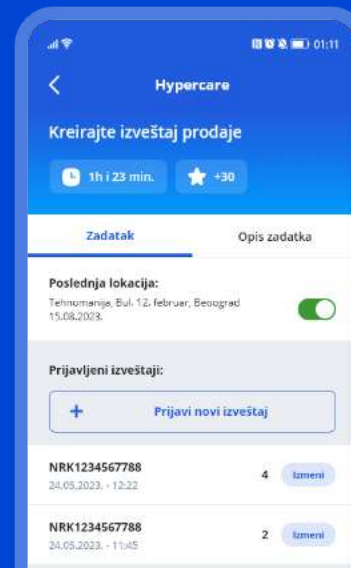 01:11
Hypercare
Kreirajte izveštaj prodaje
1h i 23 min.
+30
Zadatak
Opis zadatka
Poslednja lokacija:
Tehnomanija, Bul. 12. februar, Beograd
15.08.2023.
Prijavljeni izveštaji:
+ Prijavi novi izveštaj
NRK1234567788
4 Izmeni
24.05.2023. - 12:22
NRK1234567788
2 Izmeni
24.05.2023. - 11:45